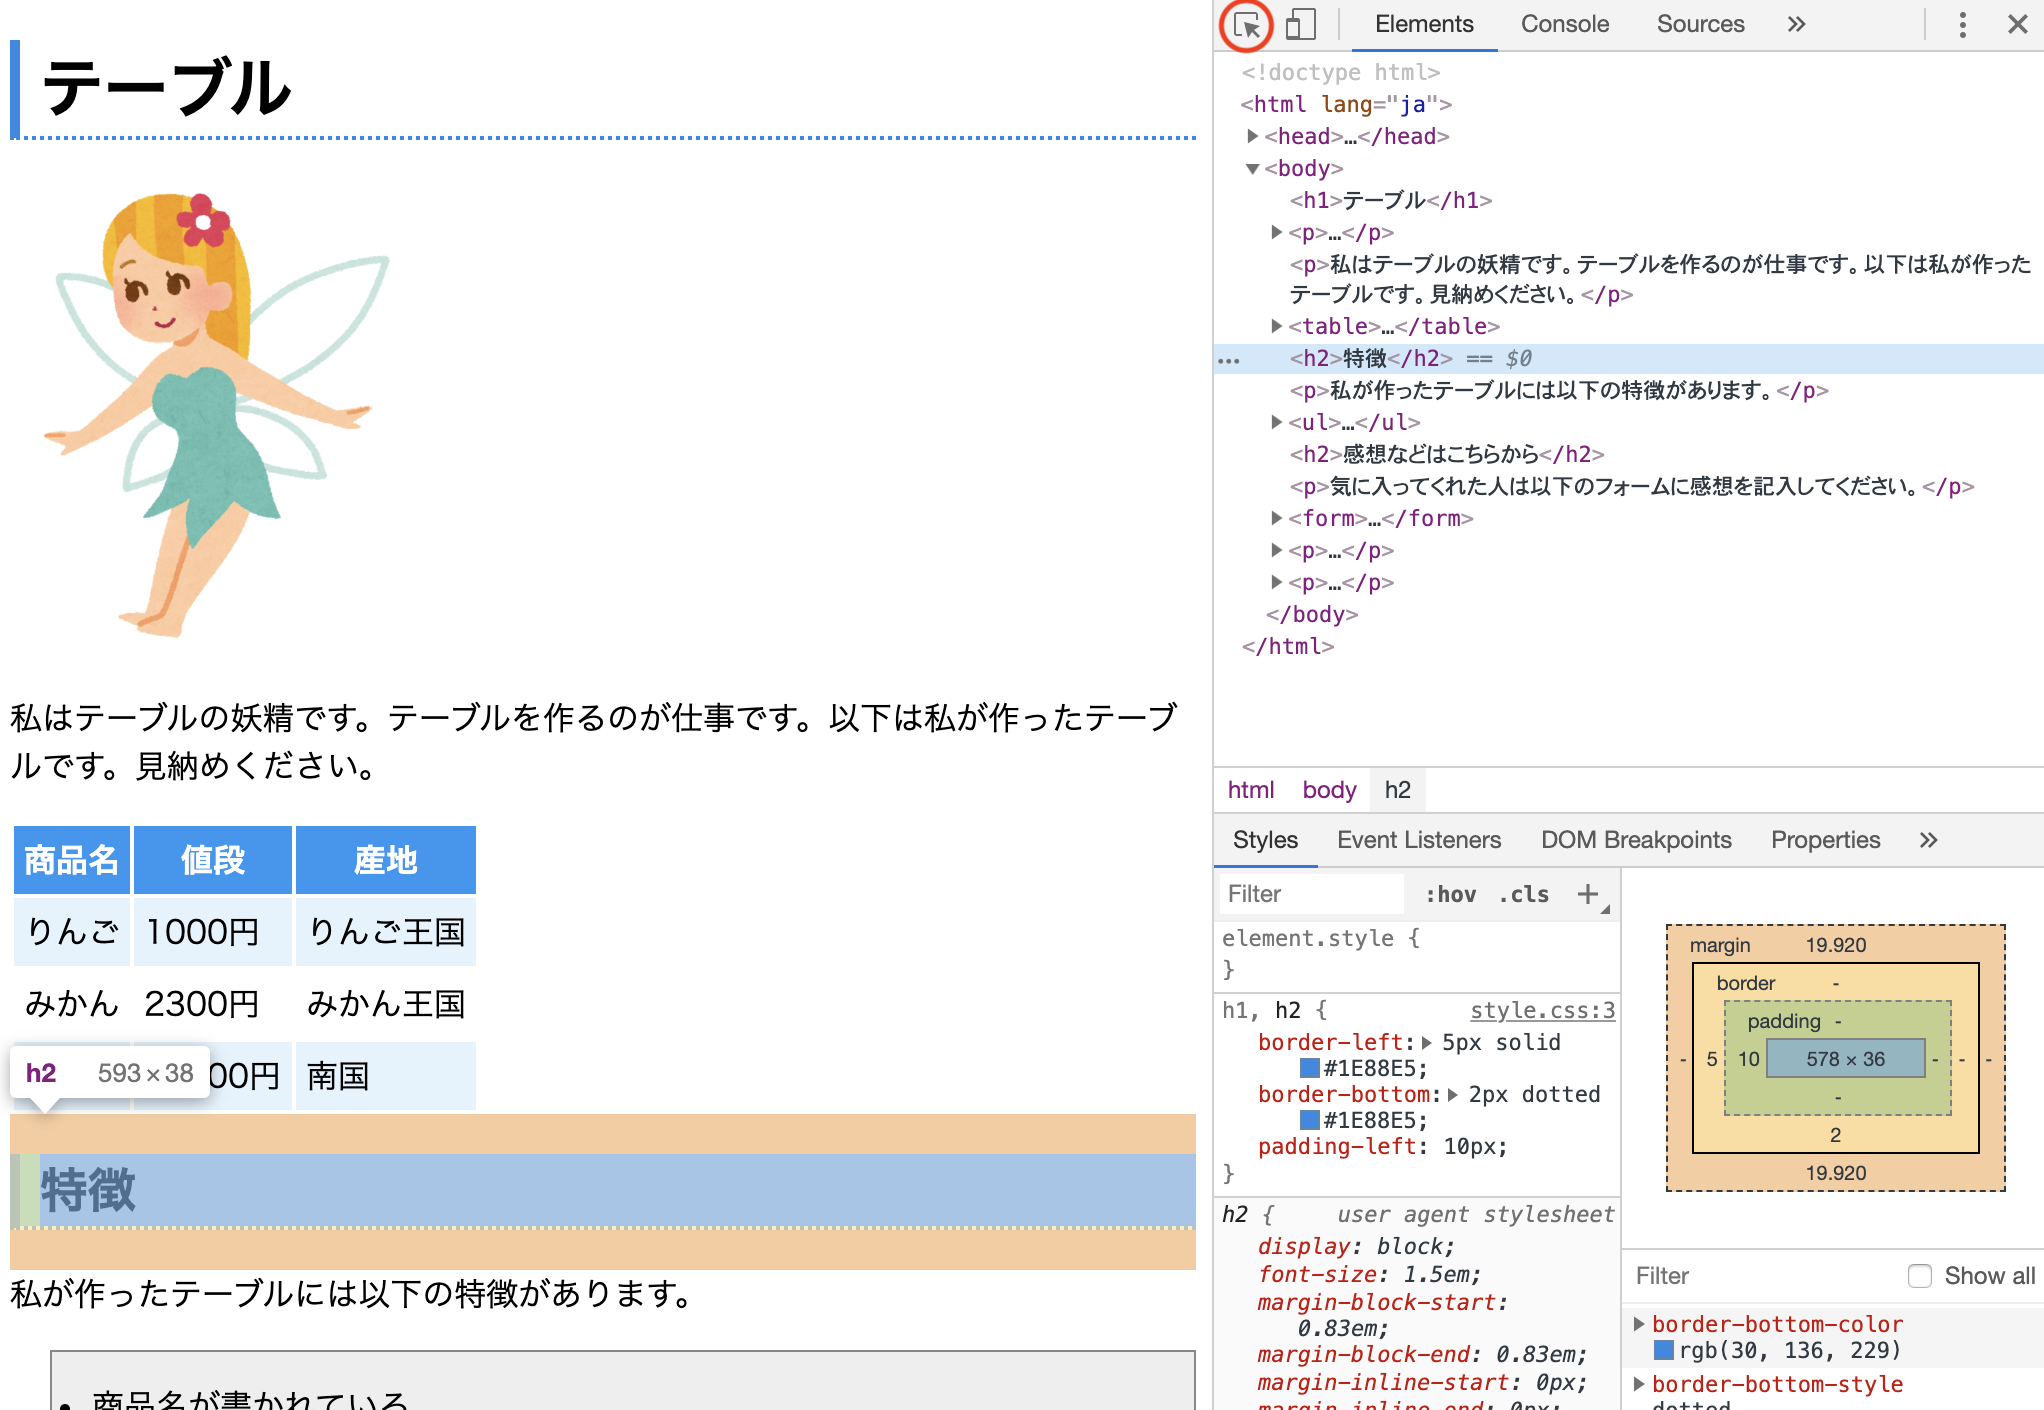 テーブル
私はテーブルの妖精です。テーブルを作るのが仕事です。以下は私が作ったテーブ
ルです。見納めください。
商品名 値段 産地
りんご 1000円 りんご王国
みかん 2300円 みかん王国
h2 593×38
00円 南国
特徴
私が作ったテーブルには以下の特徴があります。
• 商品名が書かれている
Elements Console Sources »
<!doctype html>
<html lang="ja">
▶<head>…</head>
▼<body>
<h1>テーブル</h1>
▶<p>…</p>
<p>私はテーブルの妖精です。テーブルを作るのが仕事です。以下は私が作った
テーブルです。見納めください。</p>
▶<table>…</table>
… <h2>特徴</h2> == $0
<p>私が作ったテーブルには以下の特徴があります。</p>
▶<ul>…</ul>
<h2>感想などはこちらから</h2>
<p>気に入ってくれた人は以下のフォームに感想を記入してください。</p>
▶<form>…</form>
▶<p>…</p>
▶<p>…</p>
</body>
</html>
html body h2
Styles Event Listeners DOM Breakpoints Properties »
Filter :hov .cls +
element.style {
}
h1, h2 { style.css:3
border-left:▶ 5px solid
#1E88E5;
border-bottom:▶ 2px dotted
#1E88E5;
padding-left: 10px;
}
h2 { user agent stylesheet
display: block;
font-size: 1.5em;
margin-block-start:
0.83em;
margin-block-end: 0.83em;
margin-inline-start: 0px;
margin-inline-end: 0px;
margin 19.920
border -
padding -
- 5 10 578 × 36 - - -
-
2
19.920
Filter Show all
▶ border-bottom-color
rgb(30, 136, 229)
▶ border-bottom-style
dotted